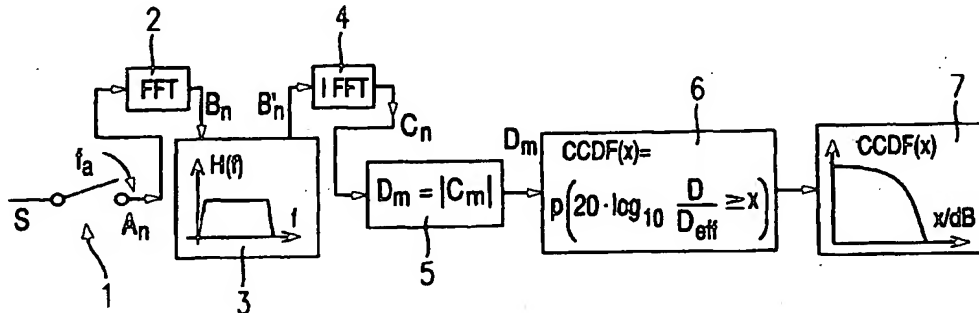 2
FFT
B_n
f_a
S
A_n
1
H(f)
f
3
B'_n
4
I FFT
C_n
D_m = |C_m|
5
D_m
6
CCDF(x)=
p(20 · log₁₀ D/D_eff ≥ x)
7
CCDF(x)
x/dB